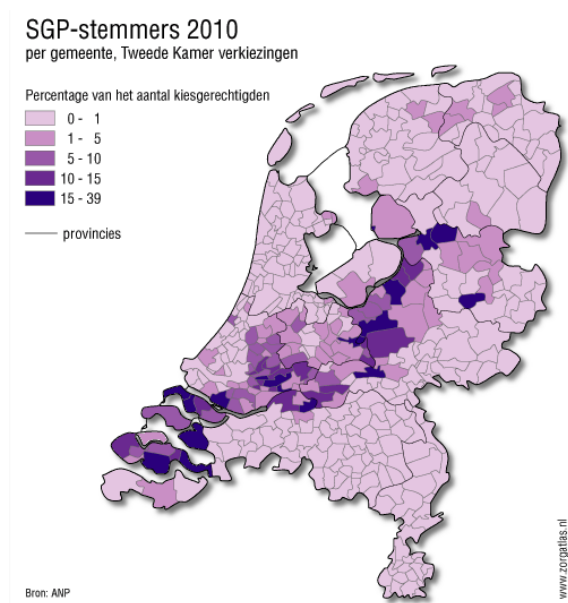 SGP-stemmers 2010
per gemeente, Tweede Kamer verkiezingen
Percentage van het aantal kiesgerechtigden
0 - 1
1 - 5
5 - 10
10 - 15
15 - 39
provincies
Bron: ANP
www.zorgatlas.nl